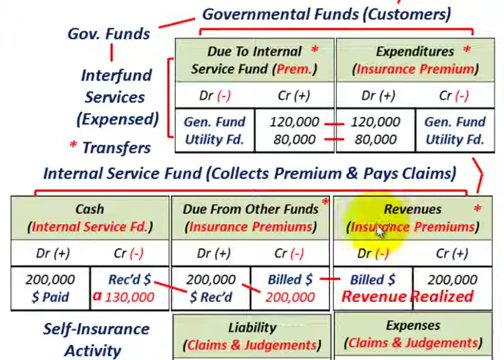 Governmental Funds (Customers)
Gov. Funds
Interfund
Services
(Expensed)
* Transfers
Due To Internal *
Service Fund (Prem.)
Dr (-) Cr (+)
Gen. Fund 120,000
Utility Fd. 80,000
Expenditures *
(Insurance Premium)
Dr (+) Cr (-)
120,000 Gen. Fund
80,000 Utility Fd.
Internal Service Fund (Collects Premium & Pays Claims)
Cash
(Internal Service Fd.)
Dr (+) Cr (-)
200,000 Rec'd $
$ Paid a 130,000
Due From Other Funds *
(Insurance Premiums)
Dr (+) Cr (-)
200,000 Billed $
$ Rec'd 200,000
Revenues *
(Insurance Premiums)
Dr (-) Cr (+)
Billed $ 200,000
Revenue Realized
Self-Insurance
Activity
Liability
(Claims & Judgements)
Expenses
(Claims & Judgements)